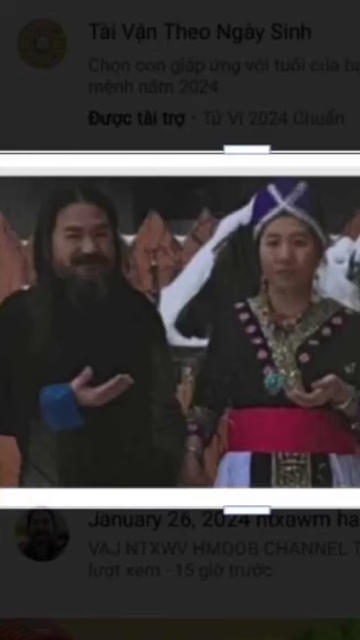 Tài Vận Theo Ngày Sinh
Chọn con giáp ứng với tuổi của
mệnh năm 2024
Được tài trợ · Tử Vi 2024 Chuẩn
January 26, 2024 ntxawm
VAJ NTXWV HMOOB CHANNEL
lượt xem · 15 giờ trước